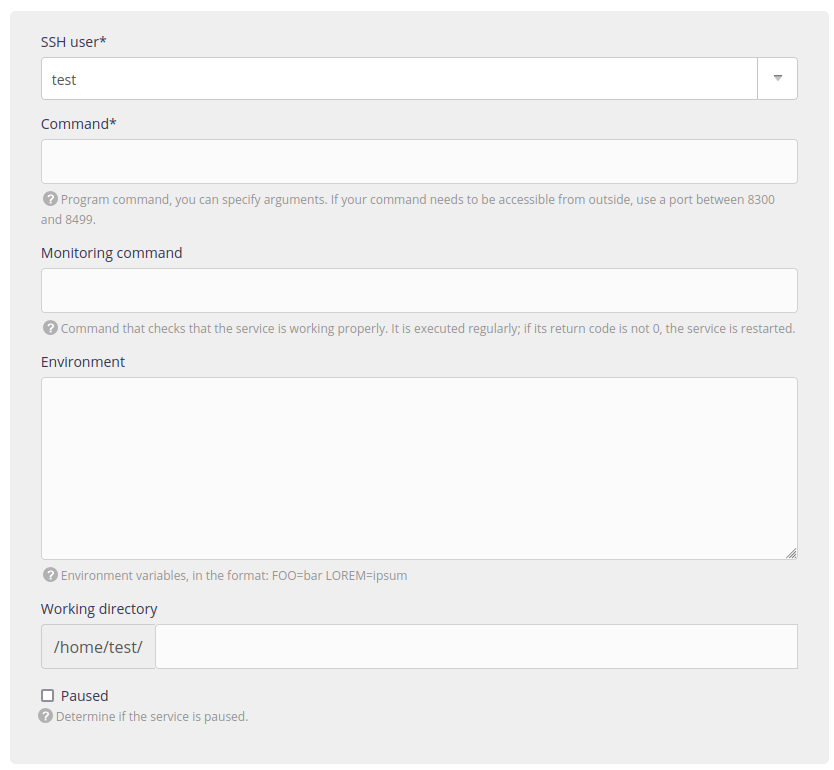 SSH user*
test
Command*
Program command, you can specify arguments. If your command needs to be accessible from outside, use a port between 8300
and 8499.
Monitoring command
Command that checks that the service is working properly. It is executed regularly; if its return code is not 0, the service is restarted.
Environment
Environment variables, in the format: FOO=bar LOREM=ipsum
Working directory
/home/test/
Paused
Determine if the service is paused.